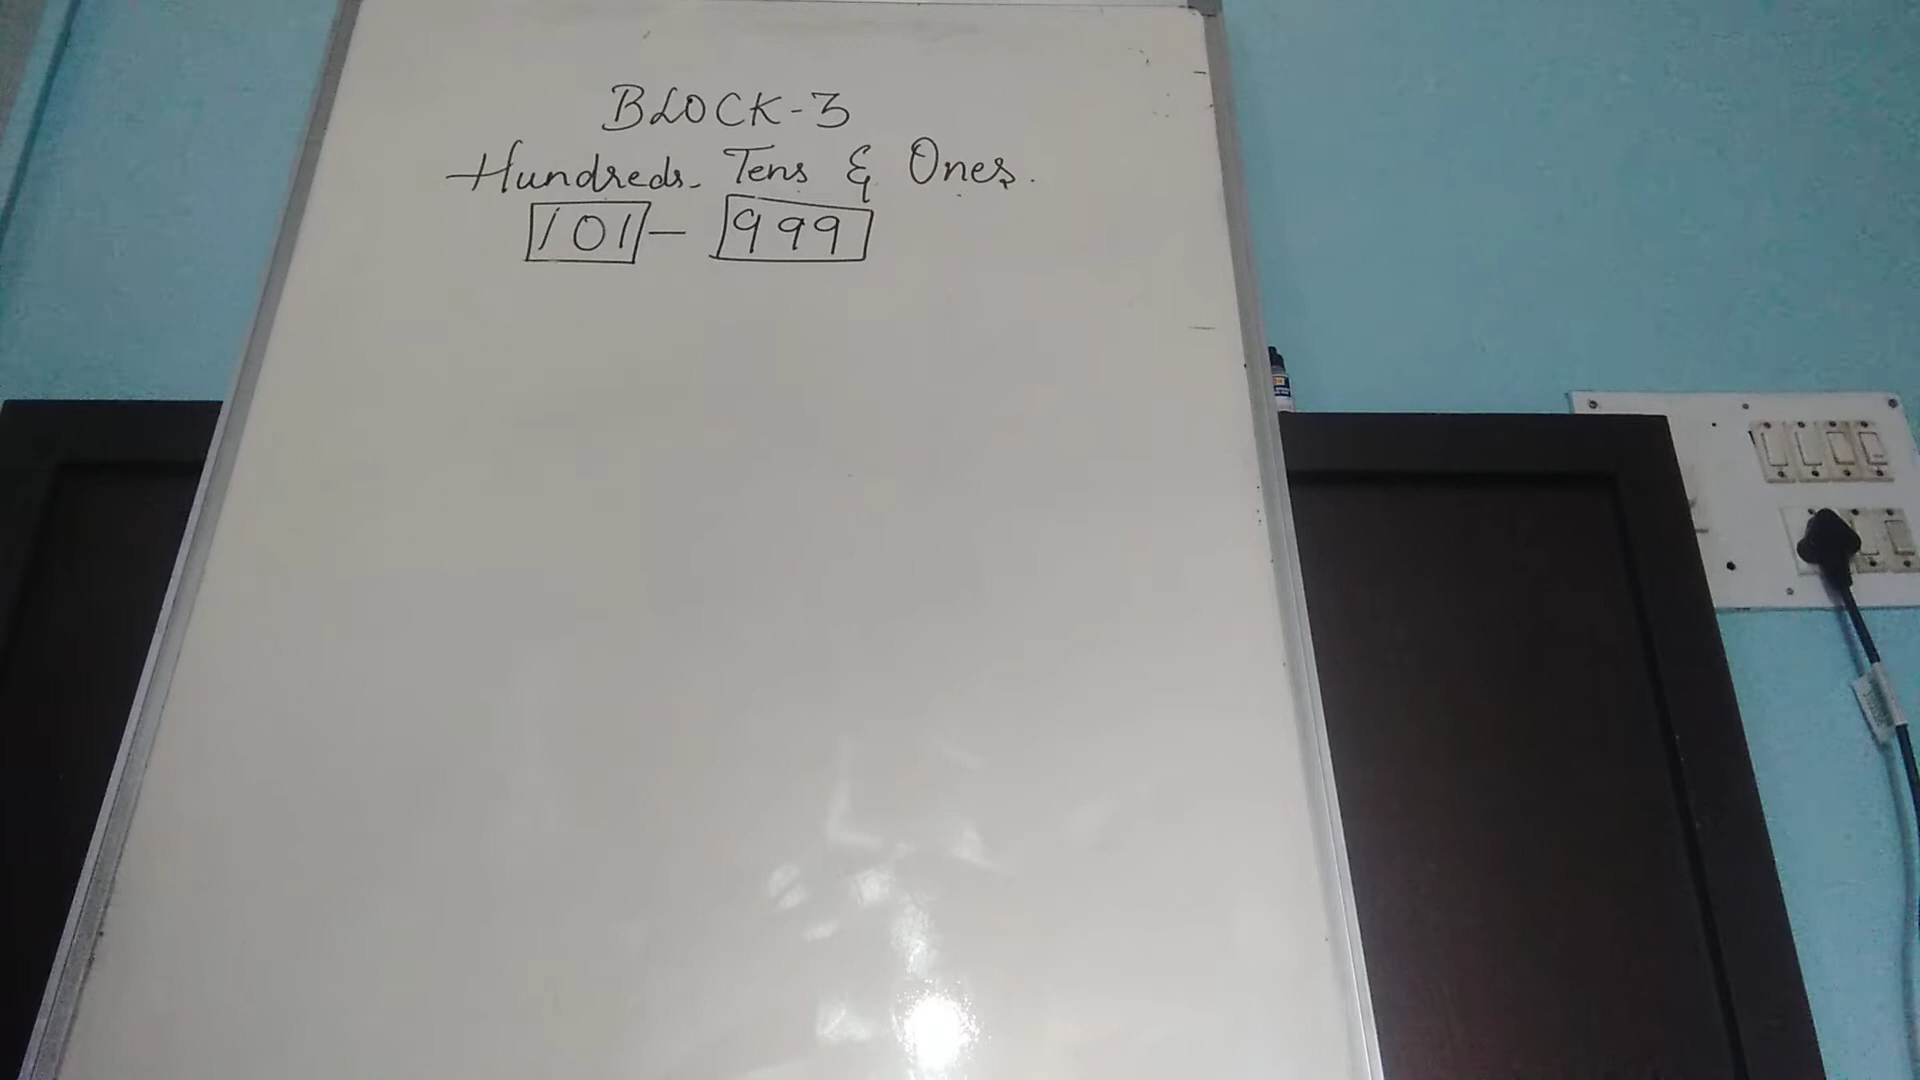 BLOCK-3
Hundreds, Tens & Ones.
101 - 999